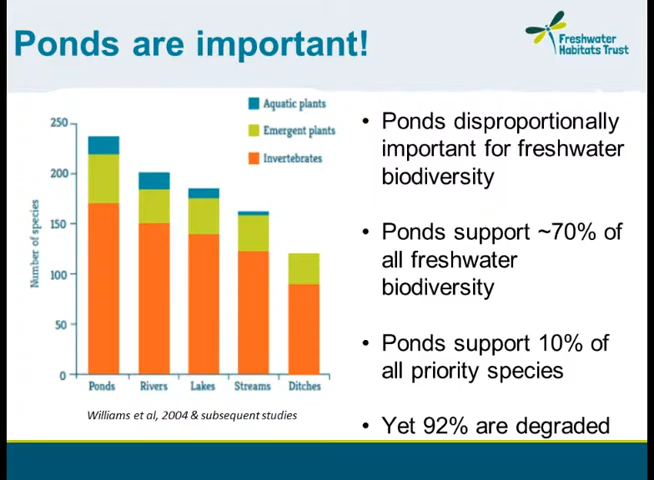 Ponds are important!
Freshwater
Habitats Trust
Aquatic plants
Emergent plants
Invertebrates
Number of species
250
200
150
100
50
0
Ponds Rivers Lakes Streams Ditches
Williams et al, 2004 & subsequent studies
• Ponds disproportionally
important for freshwater
biodiversity
• Ponds support ~70% of
all freshwater
biodiversity
• Ponds support 10% of
all priority species
• Yet 92% are degraded